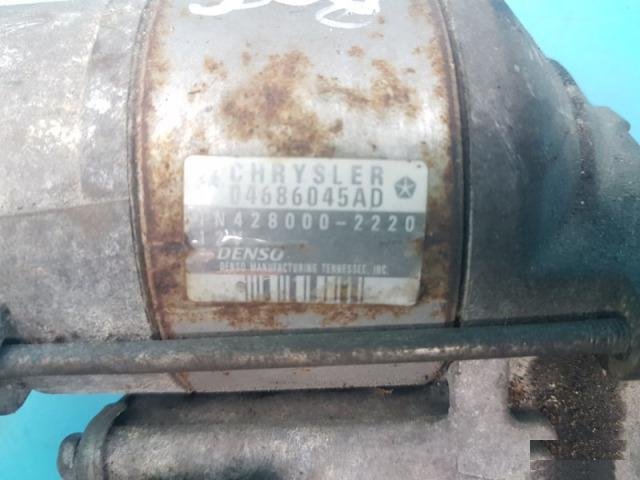 CHRYSLER
04686045AD
N428000-2220
DENSO
DENSO MANUFACTURING TENNESSEE, INC.